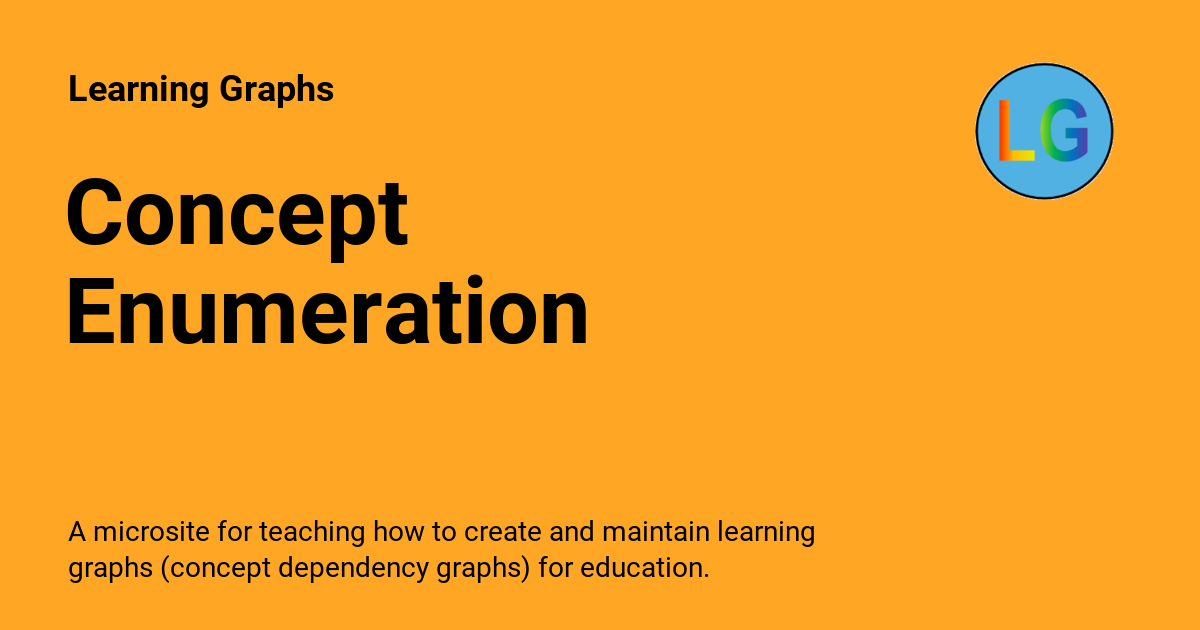 Learning Graphs
LG
Concept
Enumeration
A microsite for teaching how to create and maintain learning
graphs (concept dependency graphs) for education.